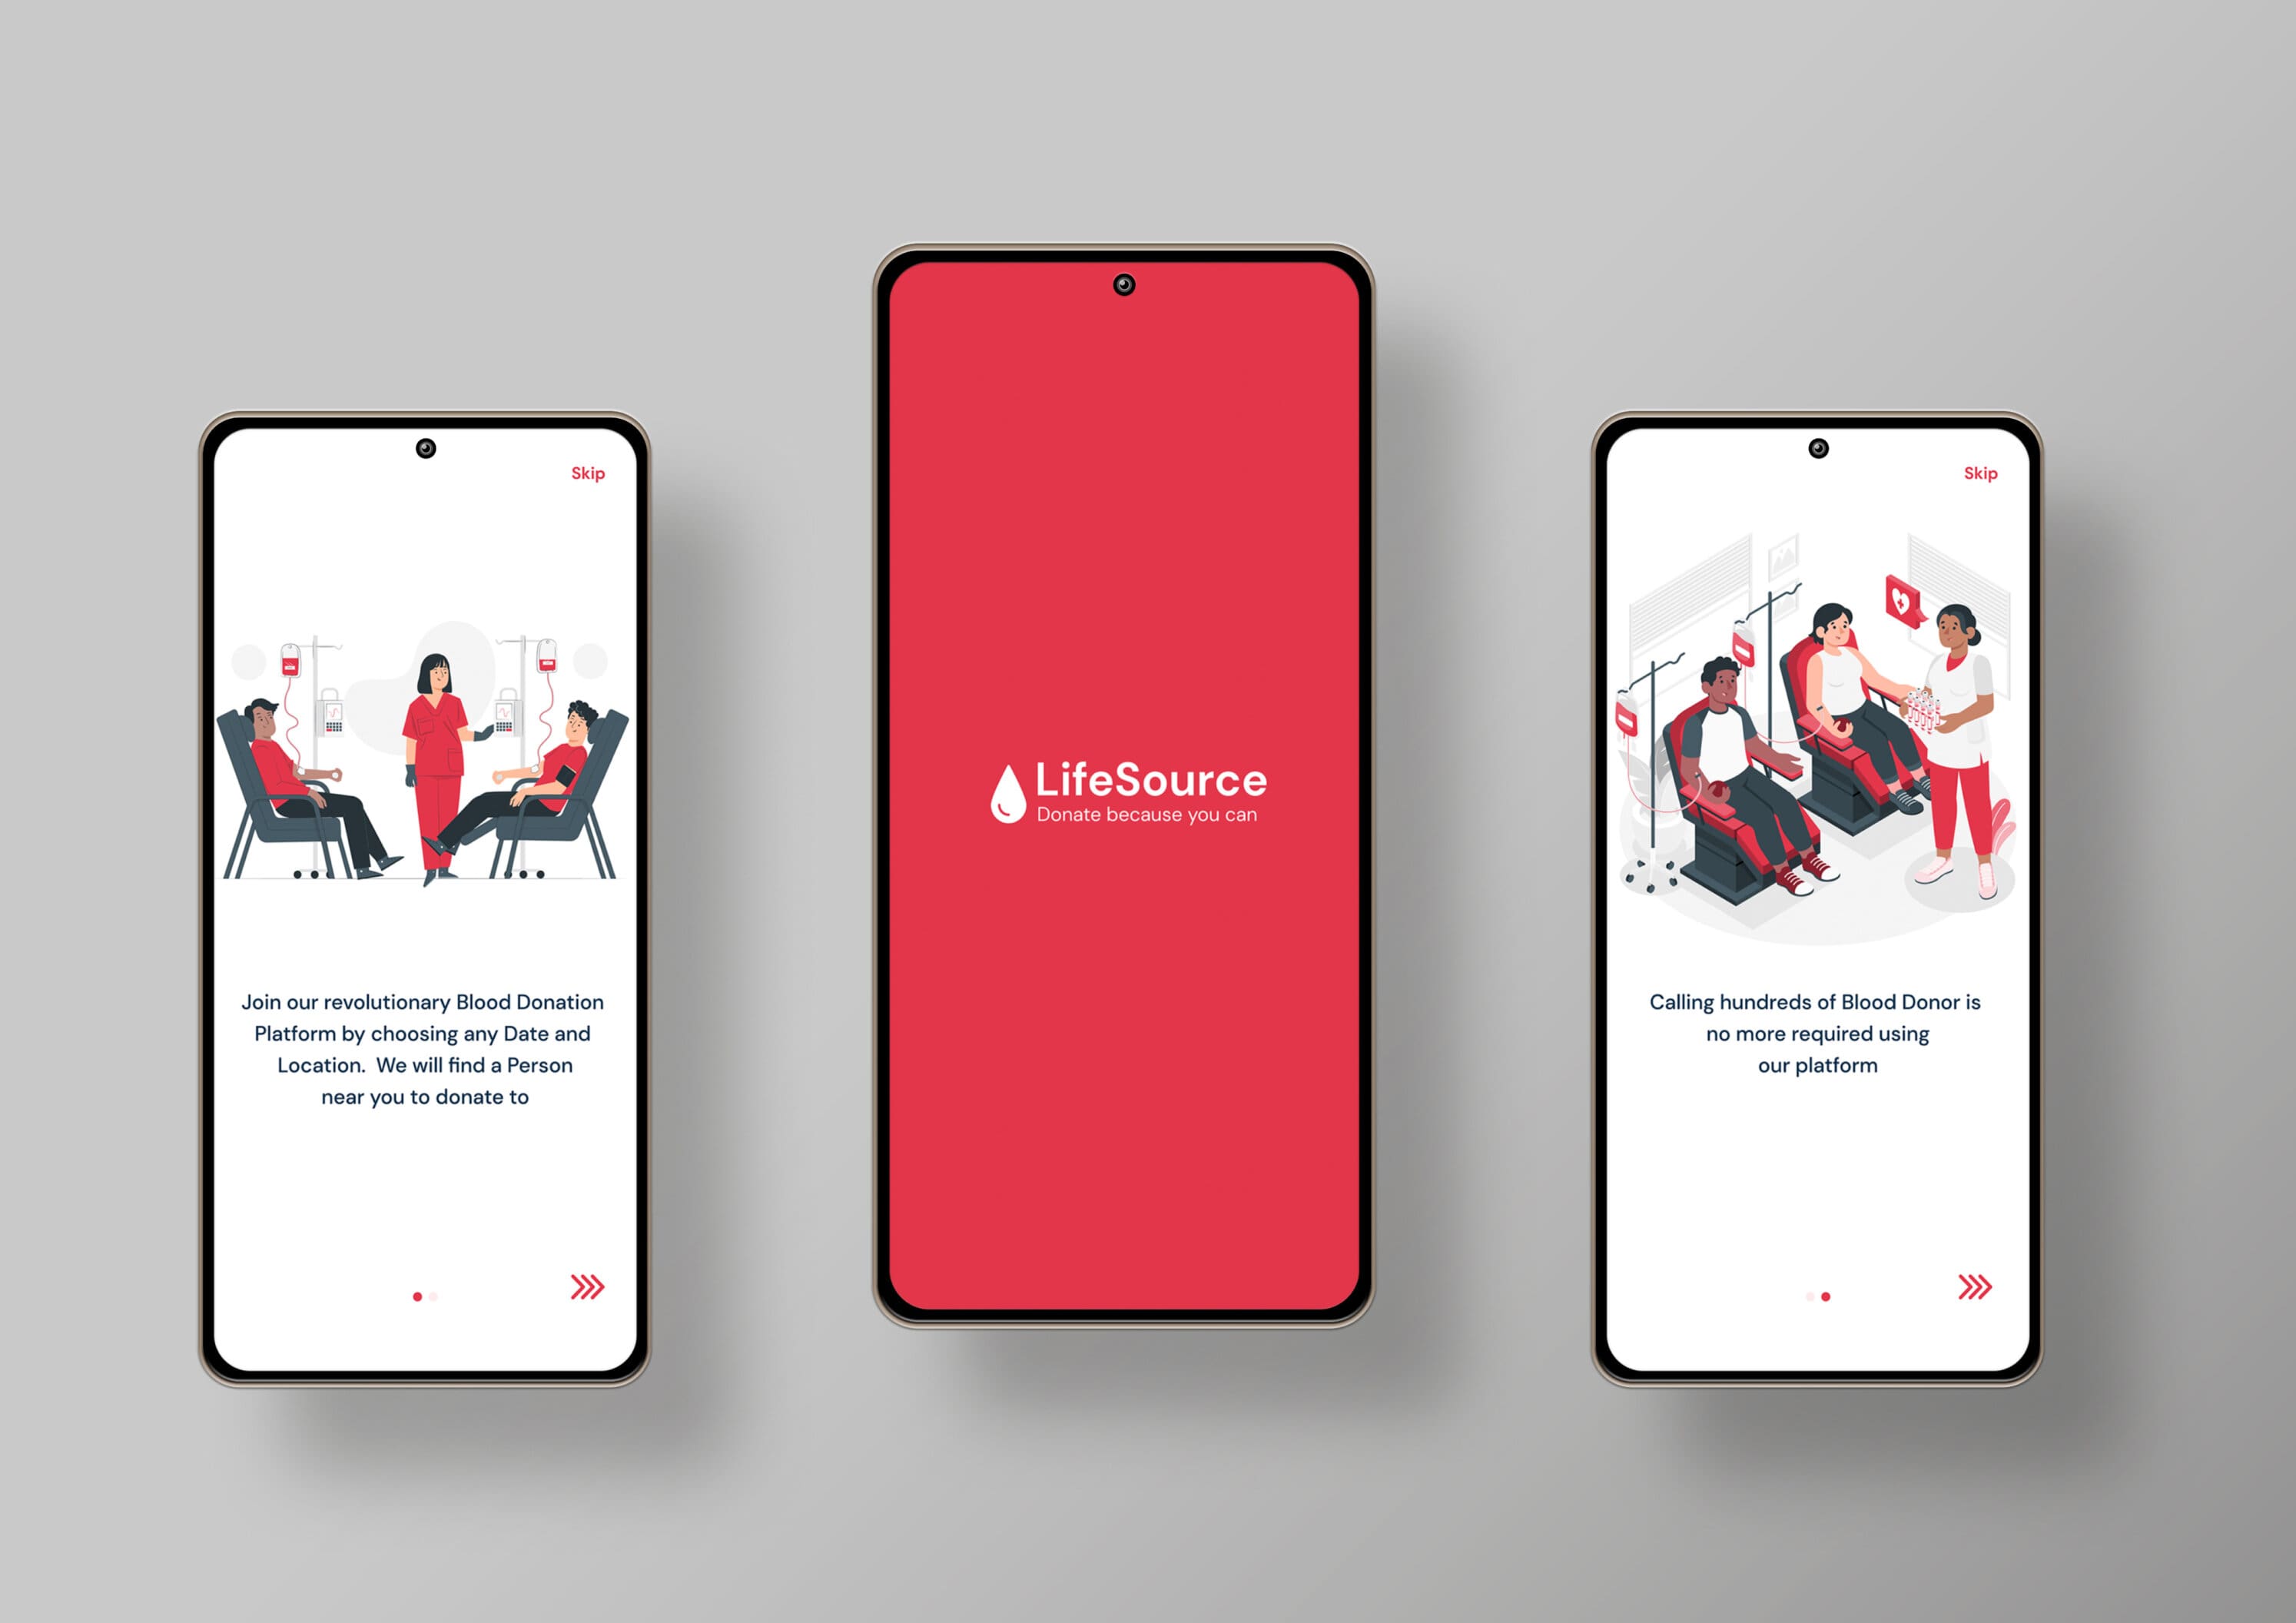 Skip
Join our revolutionary Blood Donation
Platform by choosing any Date and
Location.  We will find a Person
near you to donate to
LifeSource
Donate because you can
Skip
Calling hundreds of Blood Donor is
no more required using
our platform